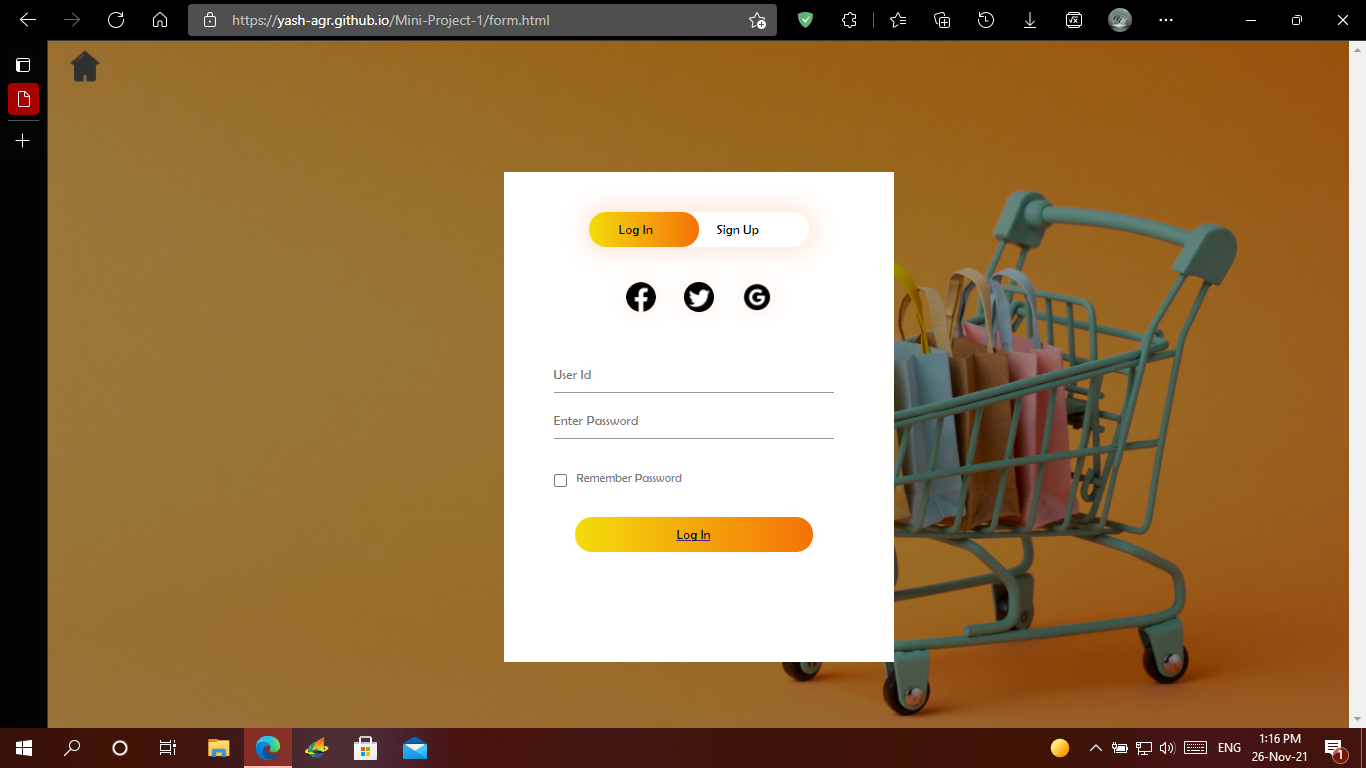 https://yash-agr.github.io/Mini-Project-1/form.html
Log In
Sign Up
User Id
Enter Password
Remember Password
Log In
ENG
1:16 PM
26-Nov-21
1